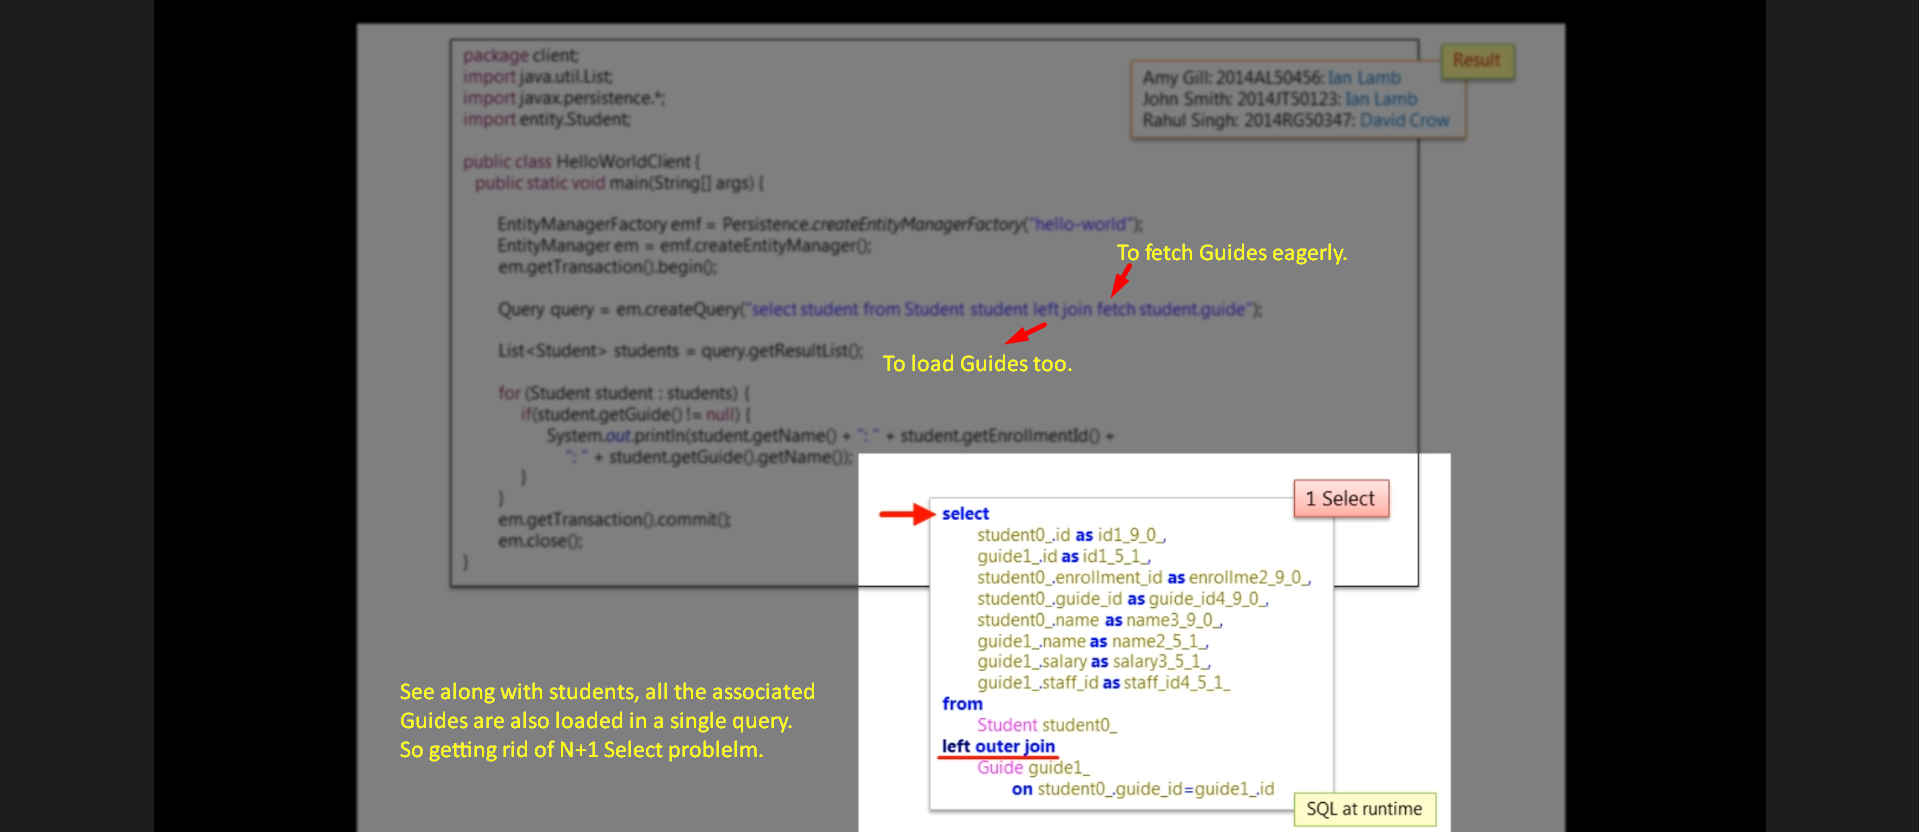 package client;
import java.util.List;
import javax.persistence.*;
import entity.Student;
Result
Amy Gill: 2014AL50456: Ian Lamb
John Smith: 2014JT50123: Ian Lamb
Rahul Singh: 2014RG50347: David Crow
public class HelloWorldClient {
public static void main(String[] args) {
EntityManagerFactory emf = Persistence.createEntityManagerFactory("hello-world");
EntityManager em = emf.createEntityManager();
em.getTransaction().begin();
To fetch Guides eagerly.
Query query = em.createQuery("select student from Student student left join fetch student.guide");
List<Student> students = query.getResultList();
To load Guides too.
for (Student student : students) {
if(student.getGuide() != null) {
System.out.println(student.getName() + ": " + student.getEnrollmentId() +
": " + student.getGuide().getName());
}
}
em.getTransaction().commit();
em.close();
}
1 Select
select
student0_.id as id1_9_0_,
guide1_.id as id1_5_1_,
student0_.enrollment_id as enrollme2_9_0_,
student0_.guide_id as guide_id4_9_0_,
student0_.name as name3_9_0_,
guide1_.name as name2_5_1_,
guide1_.salary as salary3_5_1_,
guide1_.staff_id as staff_id4_5_1_
from
Student student0_
left outer join
Guide guide1_
on student0_.guide_id=guide1_.id
SQL at runtime
See along with students, all the associated
Guides are also loaded in a single query.
So getting rid of N+1 Select problelm.